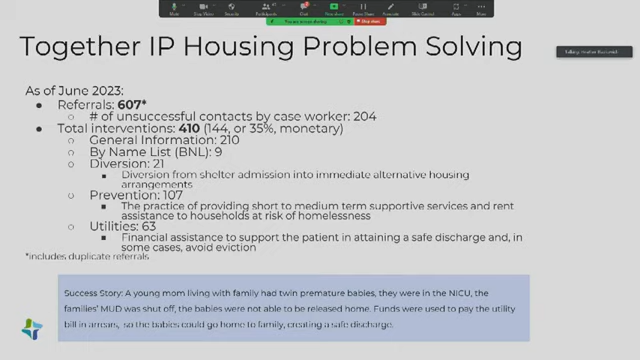 Together IP Housing Problem Solving
As of June 2023:
Referrals: 607*
# of unsuccessful contacts by case worker: 204
Total interventions: 410 (144, or 35%, monetary)
General Information: 210
By Name List (BNL): 9
Diversion: 21
Diversion from shelter admission into immediate alternative housing
arrangements
Prevention: 107
The practice of providing short to medium term supportive services and rent
assistance to households at risk of homelessness
Utilities: 63
Financial assistance to support the patient in attaining a safe discharge and, in
some cases, avoid eviction
*includes duplicate referrals
Success Story: A young mom living with family had twin premature babies, they were in the NICU, the
families' MUD was shut off, the babies were not able to be released home. Funds were used to pay the utility
bill in arrears, so the babies could go home to family, creating a safe discharge.